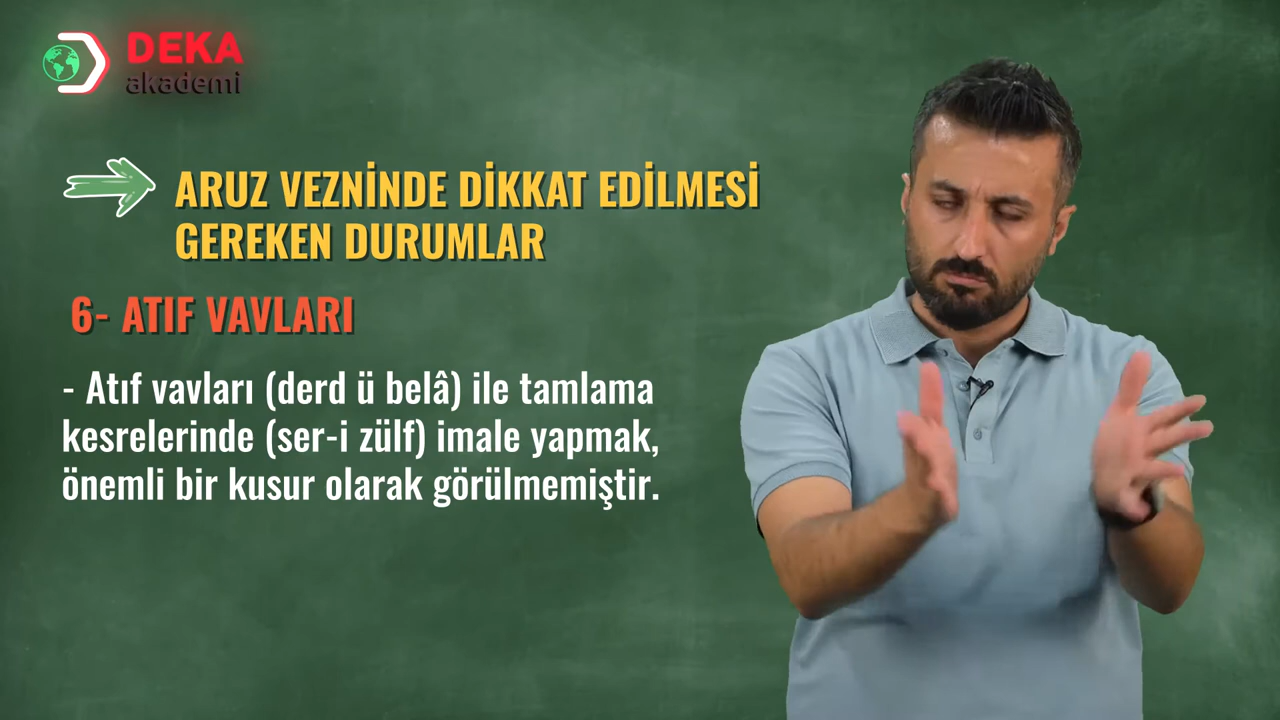 DEKA
akademi
ARUZ VEZNİNDE DİKKAT EDİLMESİ
GEREKEN DURUMLAR
6- ATIF VAVLARI
- Atıf vavları (derd ü belâ) ile tamlama
kesrelerinde (ser-i zülf) imale yapmak,
önemli bir kusur olarak görülmemiştir.